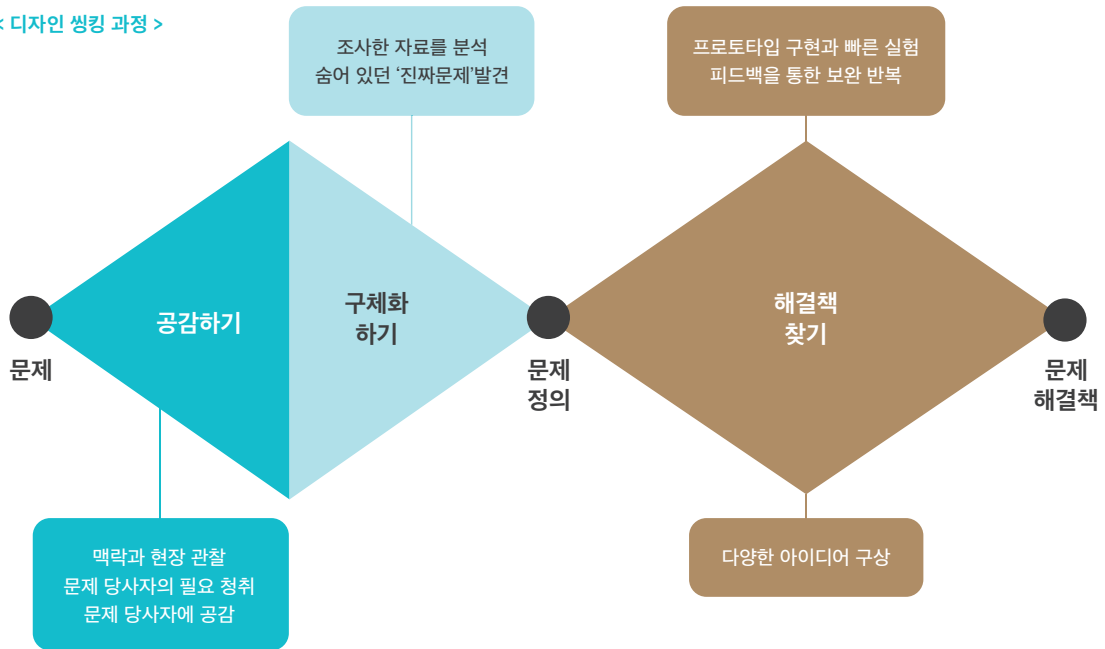 < 디자인 씽킹 과정 >
조사한 자료를 분석
숨어 있던 ‘진짜문제’발견
프로토타입 구현과 빠른 실험
피드백을 통한 보완 반복
공감하기
구체화
하기
해결책
찾기
문제
문제
정의
문제
해결책
맥락과 현장 관찰
문제 당사자의 필요 청취
문제 당사자에 공감
다양한 아이디어 구상